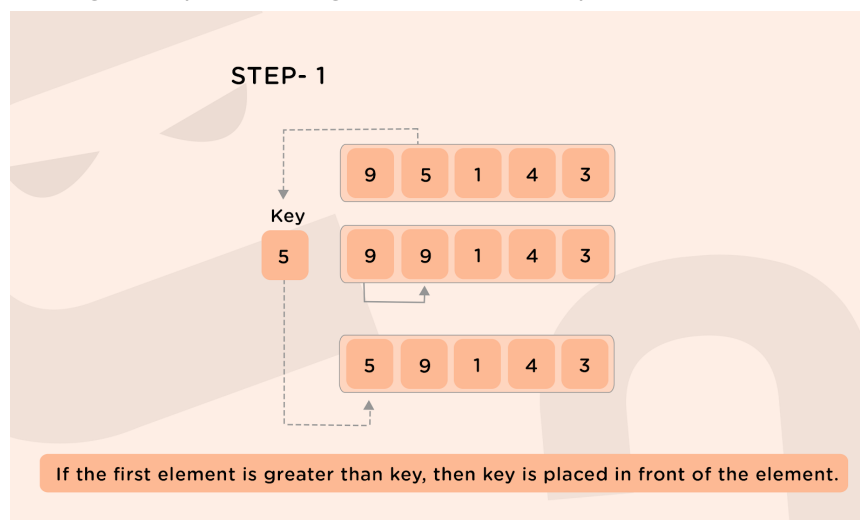 STEP- 1
9 5 1 4 3
Key
5
9 9 1 4 3
5 9 1 4 3
If the first element is greater than key, then key is placed in front of the element.